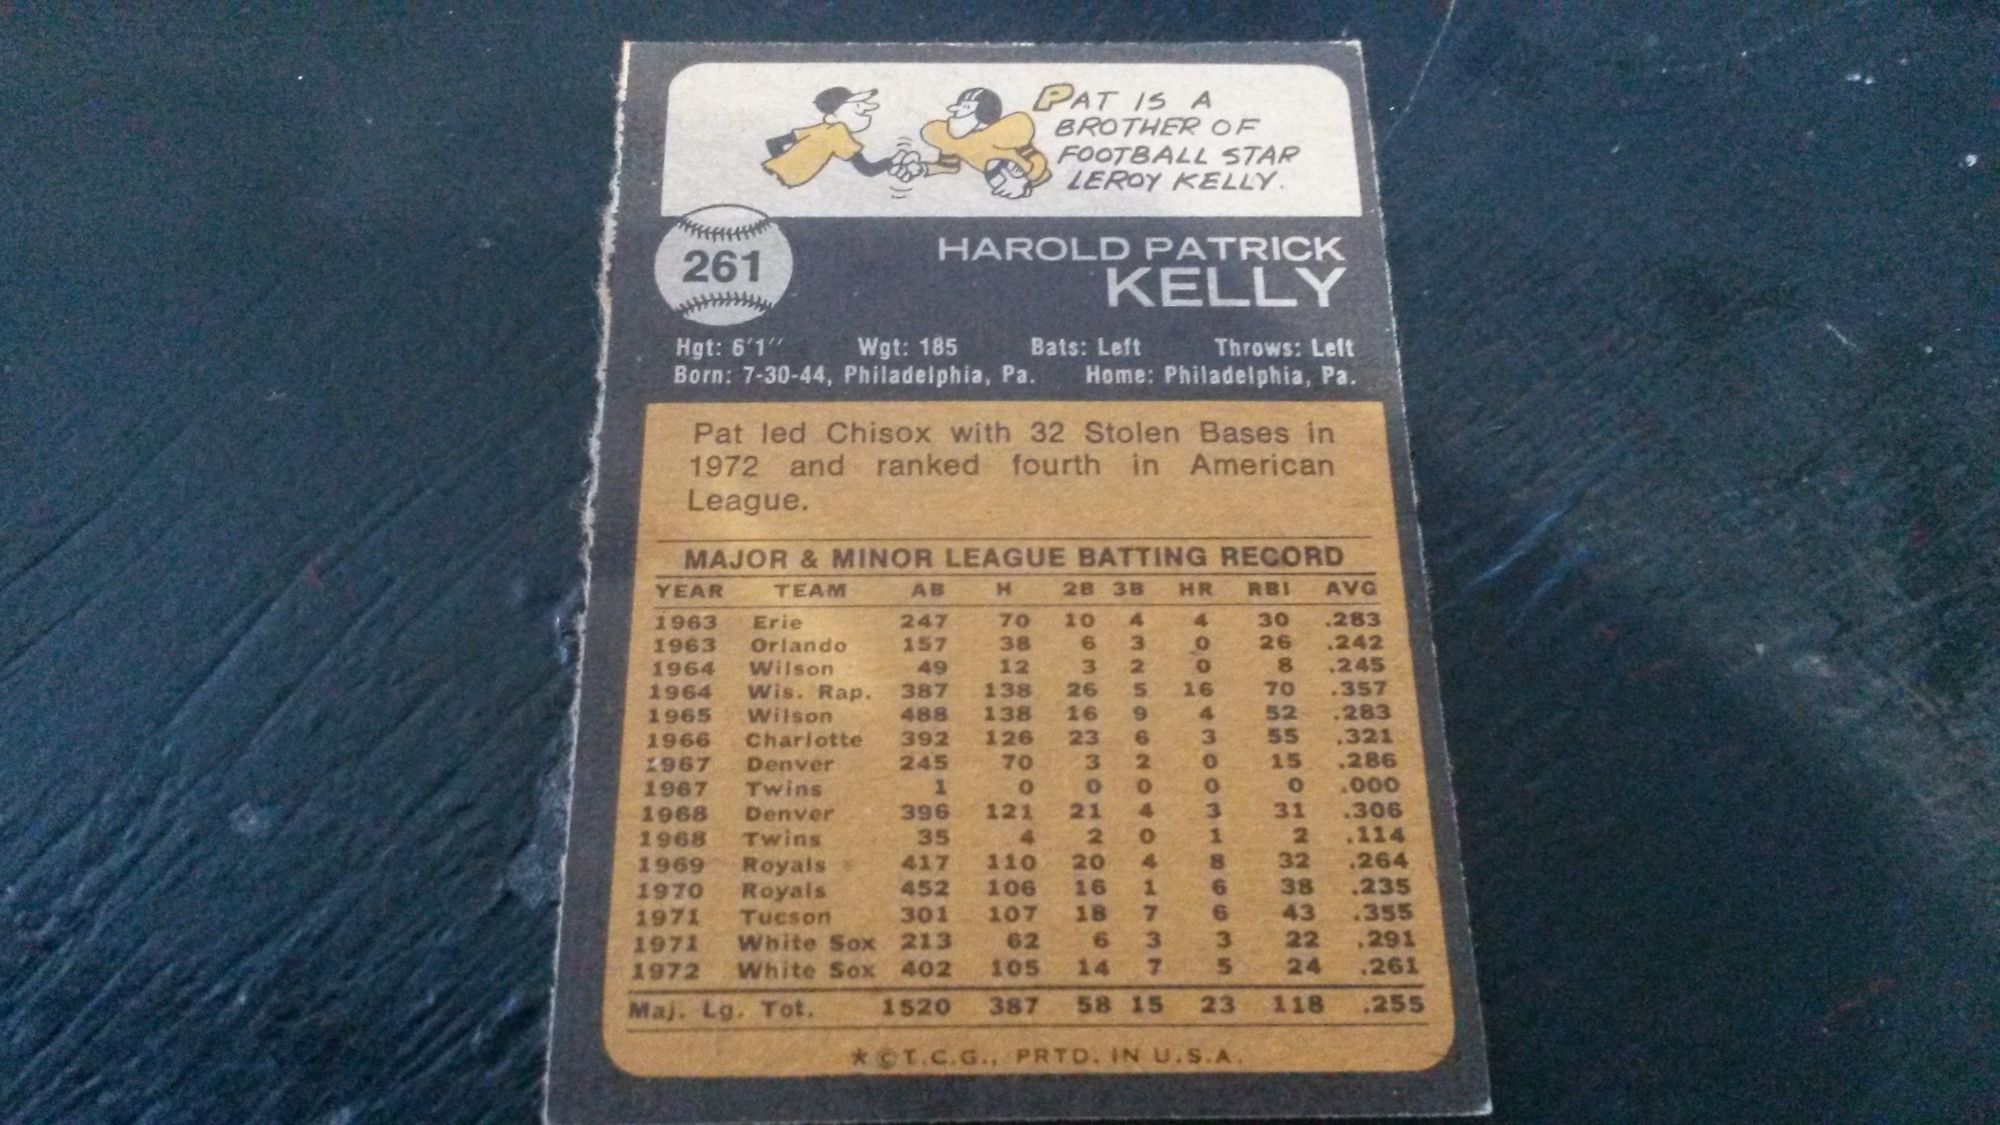 PAT IS A
BROTHER OF
FOOTBALL STAR
LEROY KELLY.
261
HAROLD PATRICK
KELLY
Hgt: 6'1" Wgt: 185 Bats: Left Throws: Left
Born: 7-30-44, Philadelphia, Pa. Home: Philadelphia, Pa.
Pat led Chisox with 32 Stolen Bases in
1972 and ranked fourth in American
League.
MAJOR & MINOR LEAGUE BATTING RECORD
YEAR TEAM AB H 2B 3B HR RBI AVG
1963 Erie 247 70 10 4 4 30 .283
1963 Orlando 157 38 6 3 0 26 .242
1964 Wilson 49 12 3 2 0 8 .245
1964 Wis. Rap. 387 138 26 5 16 70 .357
1965 Wilson 488 138 16 9 4 52 .283
1966 Charlotte 392 126 23 6 3 55 .321
1967 Denver 245 70 3 2 0 15 .286
1967 Twins 1 0 0 0 0 0 .000
1968 Denver 396 121 21 4 3 31 .306
1968 Twins 35 4 2 0 1 2 .114
1969 Royals 417 110 20 4 8 32 .264
1970 Royals 452 106 16 1 6 38 .235
1971 Tucson 301 107 18 7 6 43 .355
1971 White Sox 213 62 6 3 3 22 .291
1972 White Sox 402 105 14 7 5 24 .261
Maj. Lg. Tot. 1520 387 58 15 23 118 .255
*©T.C.G., PRTD. IN U.S.A.